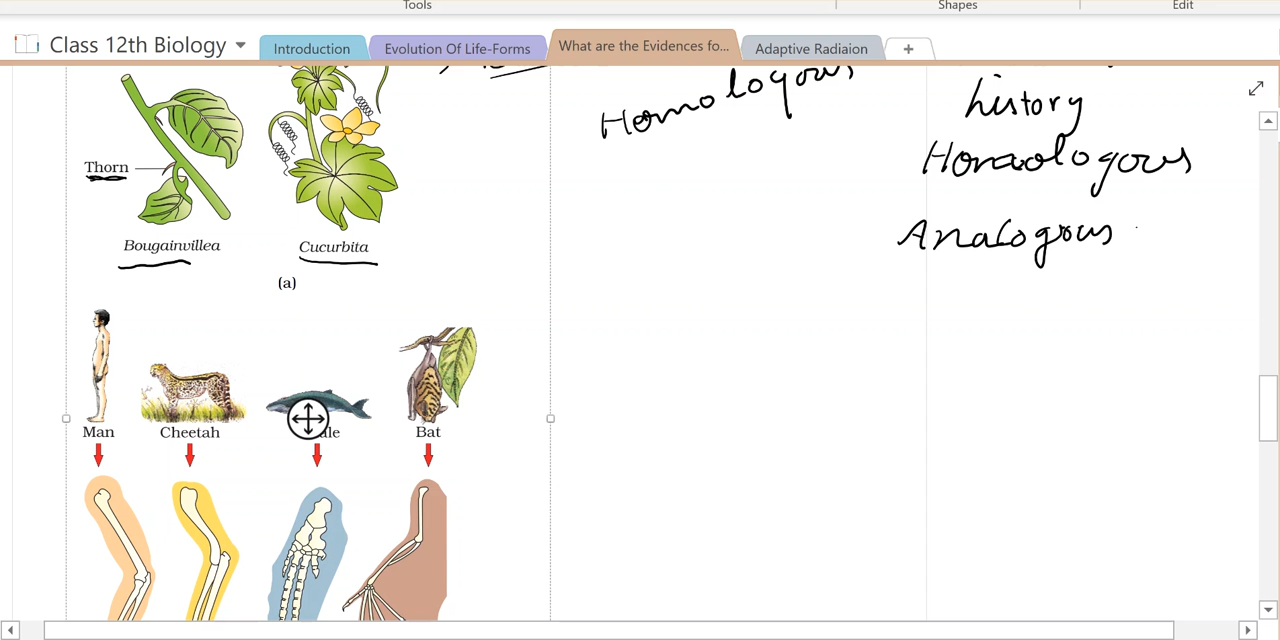 Tools Shapes Edit
Class 12th Biology Introduction Evolution Of Life-Forms What are the Evidences fo... Adaptive Radiaion +
Homologous
history
Homologous
Thorn
Analogous
Bougainvillea Cucurbita
(a)
Man Cheetah ale Bat